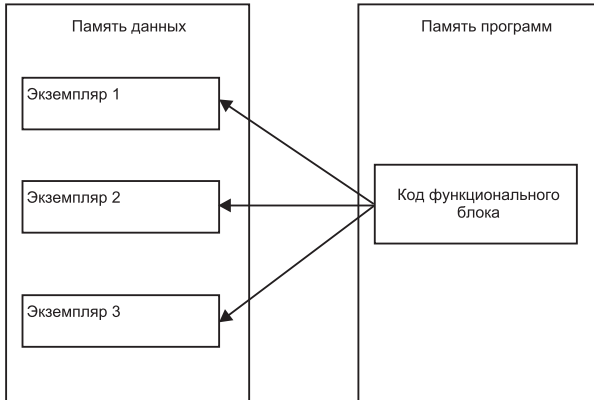 Память данных
Память программ
Экземпляр 1
Экземпляр 2
Код функционального
блока
Экземпляр 3